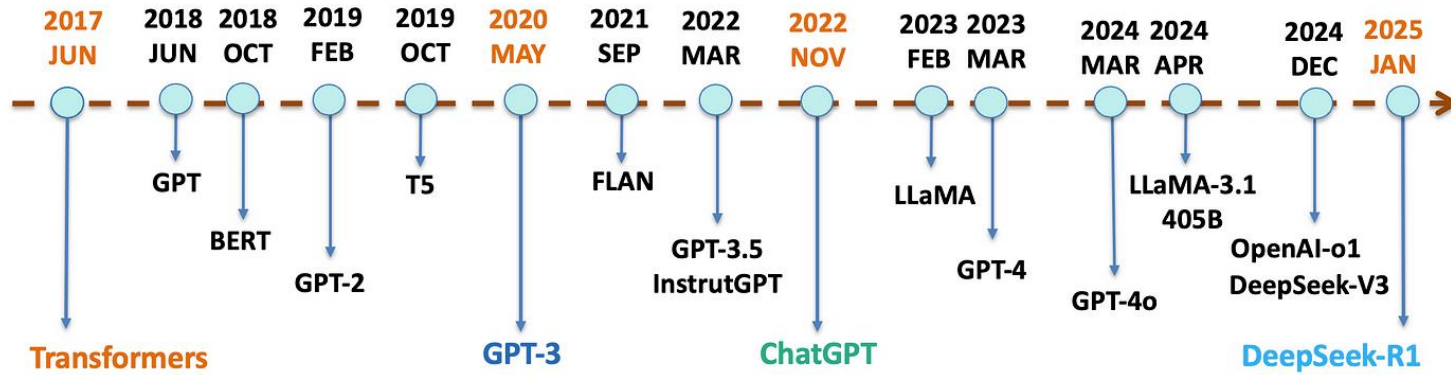 2017
JUN
2018
JUN
2018
OCT
2019
FEB
2019
OCT
2020
MAY
2021
SEP
2022
MAR
2022
NOV
2023
FEB
2023
MAR
2024
MAR
2024
APR
2024
DEC
2025
JAN
Transformers
GPT
BERT
GPT-2
T5
GPT-3
FLAN
GPT-3.5
InstrutGPT
ChatGPT
LLaMA
GPT-4
GPT-4o
LLaMA-3.1
405B
OpenAI-o1
DeepSeek-V3
DeepSeek-R1